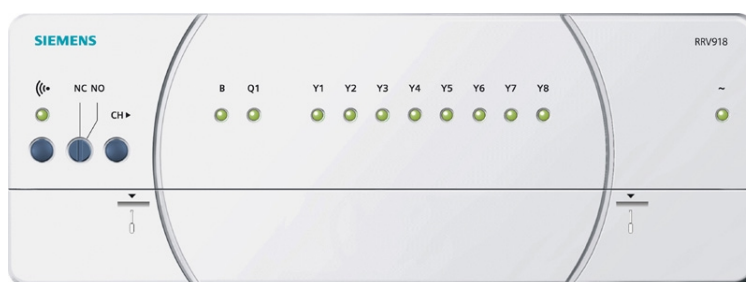 SIEMENS
RRV918
NC NO
B Q1 Y1 Y2 Y3 Y4 Y5 Y6 Y7 Y8 ~
CH